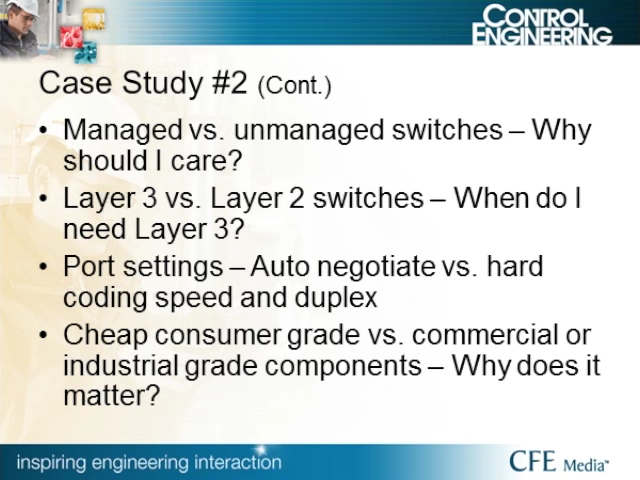 CONTROL
ENGINEERING
Case Study #2 (Cont.)
• Managed vs. unmanaged switches – Why
should I care?
• Layer 3 vs. Layer 2 switches – When do I
need Layer 3?
• Port settings – Auto negotiate vs. hard
coding speed and duplex
• Cheap consumer grade vs. commercial or
industrial grade components – Why does it
matter?
inspiring engineering interaction
CFE Media™